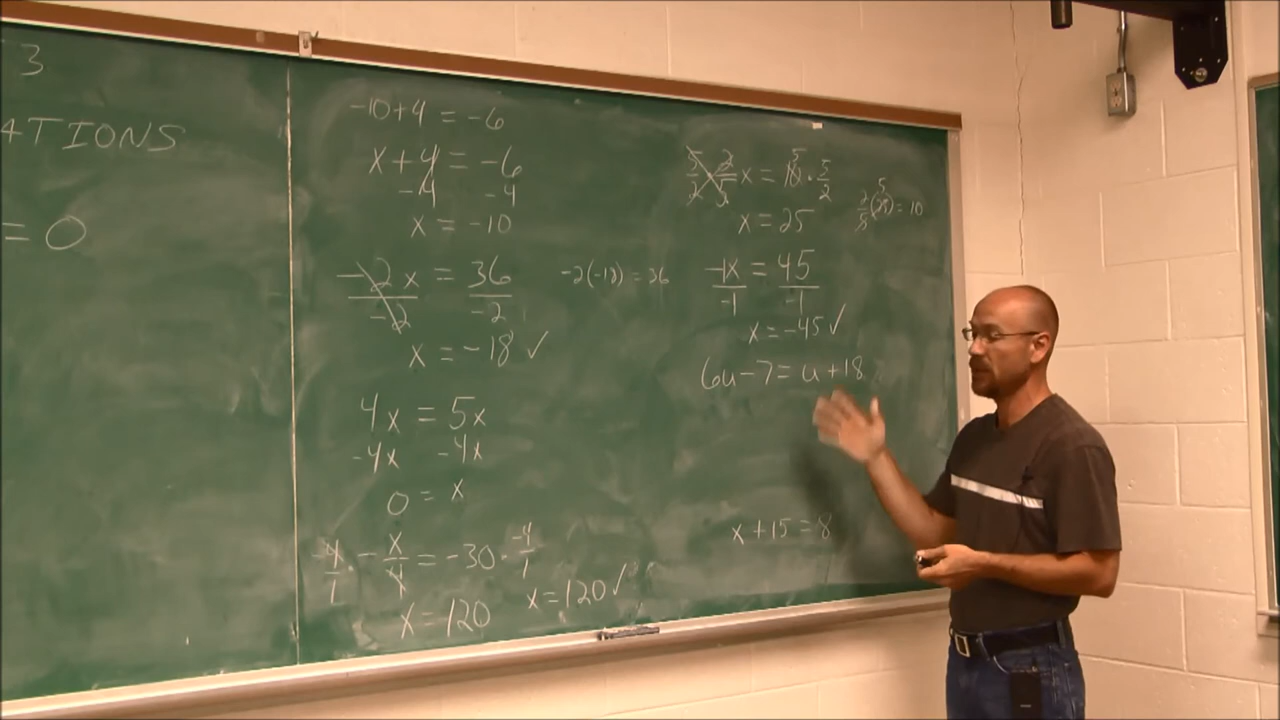 3
ATIONS
= 0
-10+4 = -6
x + 4 = -6
-4 -4
x = -10
-2x = 36
-2 -2
-2(-18) = 36
x = -18 ✓
4x = 5x
-4x -4x
0 = x
-4/1 - x/4 = -30 · -4/1
x = 120
x = 120 ✓
5/2 · 2/5 x = 10 · 5/2
x = 25
2/5 (25) = 10
-1x = 45
-1 -1
x = -45 ✓
6u - 7 = u + 18
x + 15 = 8